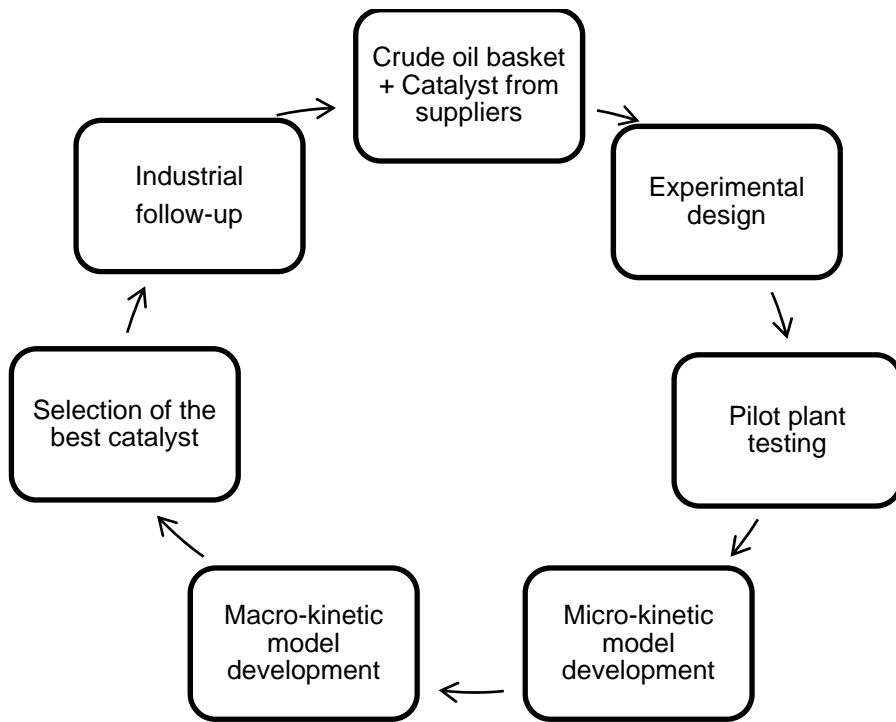 Crude oil basket
+ Catalyst from
suppliers
Experimental
design
Pilot plant
testing
Micro-kinetic
model
development
Macro-kinetic
model
development
Selection of the
best catalyst
Industrial
follow-up